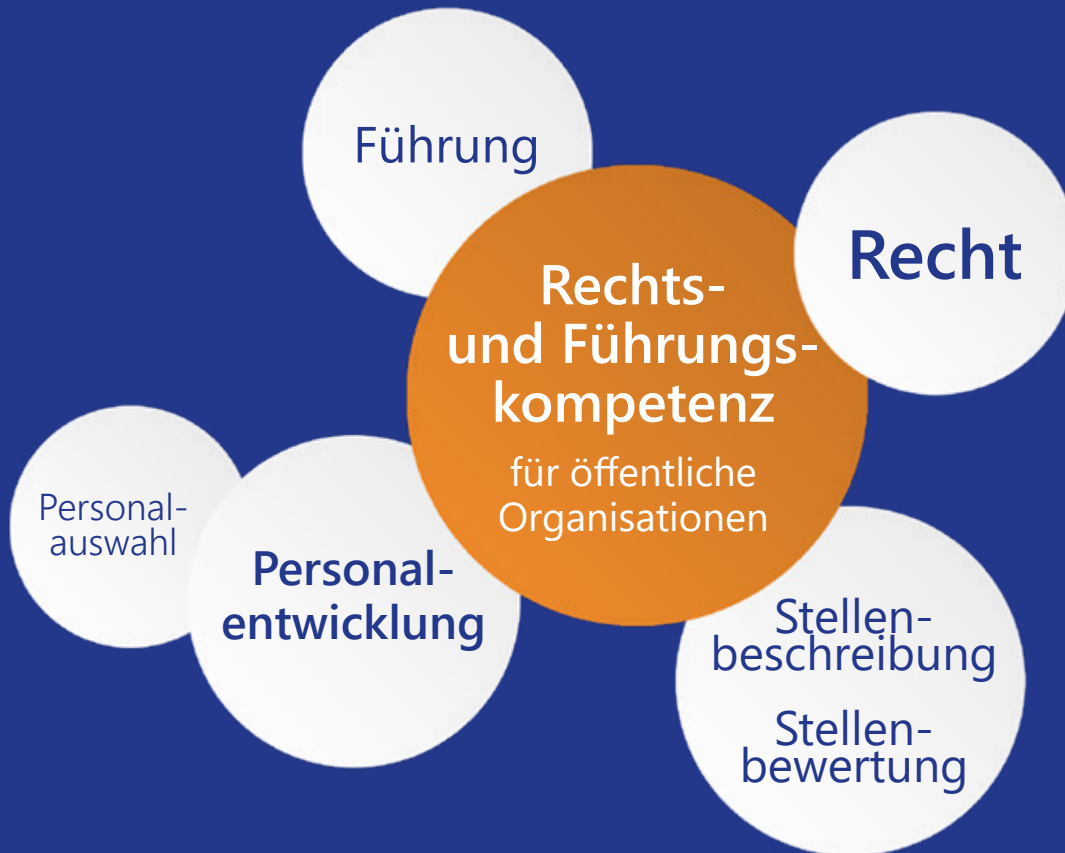 Führung
Recht
Rechts-
und Führungs-
kompetenz
für öffentliche
Organisationen
Personal-
auswahl
Personal-
entwicklung
Stellen-
beschreibung
Stellen-
bewertung